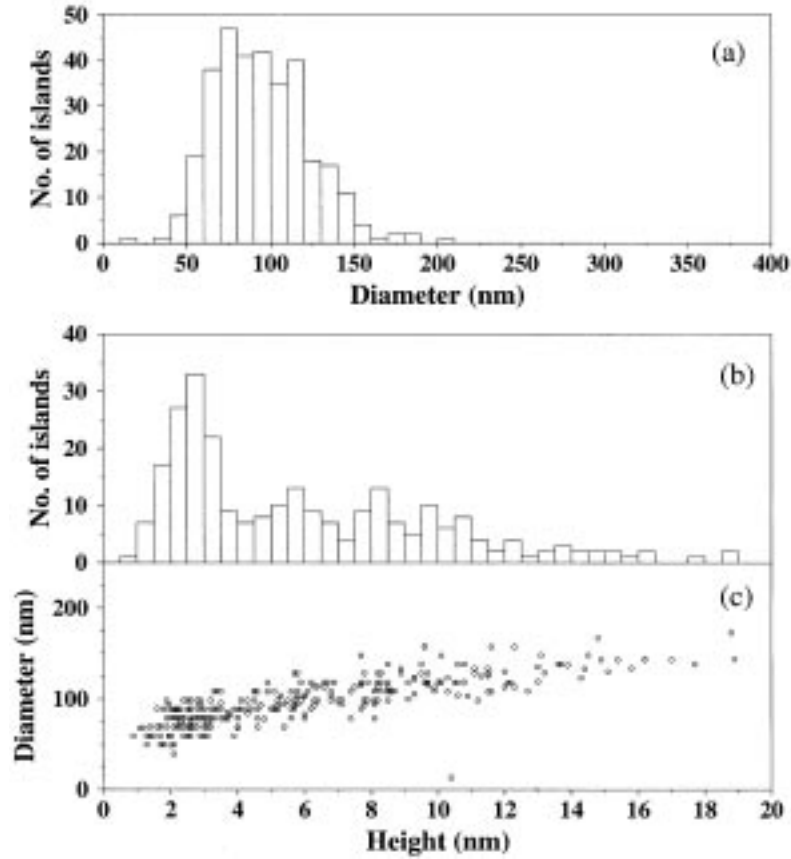 50
40
30
20
10
0
No. of islands
(a)
0 50 100 150 200 250 300 350 400
Diameter (nm)
40
30
20
10
0
No. of islands
(b)
200
100
0
Diameter (nm)
(c)
0 2 4 6 8 10 12 14 16 18 20
Height (nm)